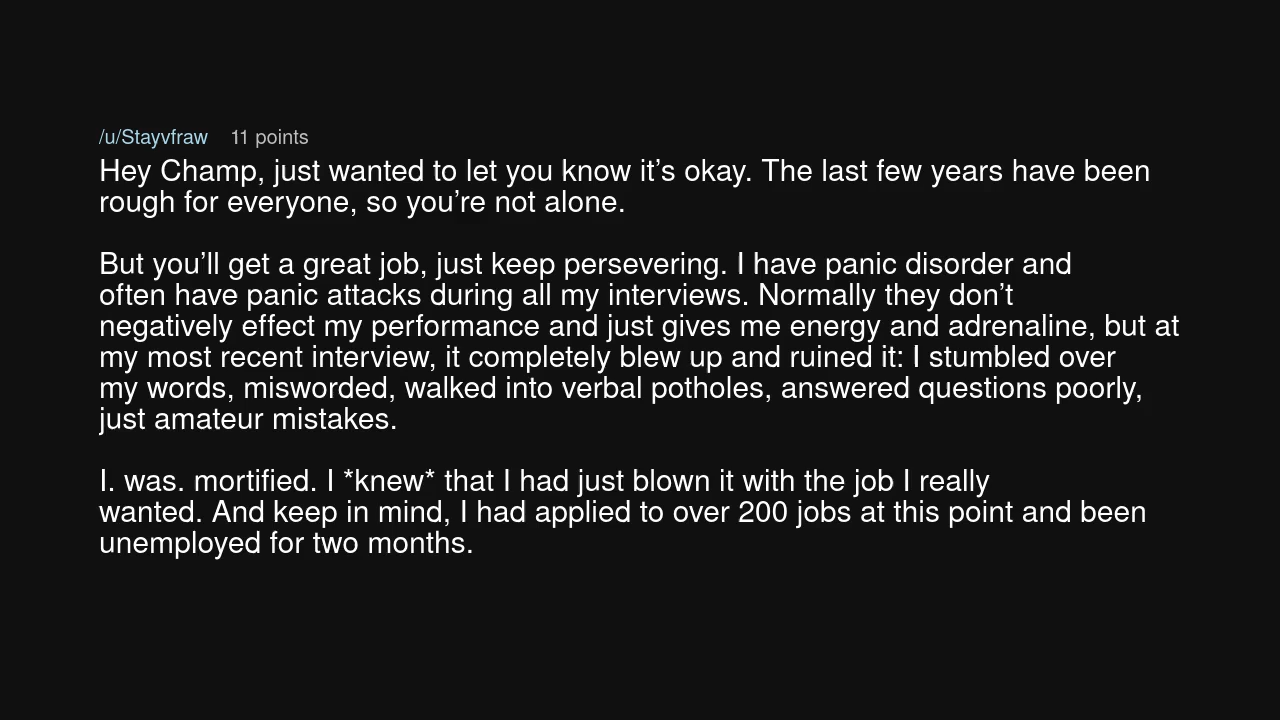 /u/Stayvfraw 11 points
Hey Champ, just wanted to let you know it’s okay. The last few years have been
rough for everyone, so you’re not alone.
But you’ll get a great job, just keep persevering. I have panic disorder and
often have panic attacks during all my interviews. Normally they don’t
negatively effect my performance and just gives me energy and adrenaline, but at
my most recent interview, it completely blew up and ruined it: I stumbled over
my words, misworded, walked into verbal potholes, answered questions poorly,
just amateur mistakes.
I. was. mortified. I *knew* that I had just blown it with the job I really
wanted. And keep in mind, I had applied to over 200 jobs at this point and been
unemployed for two months.